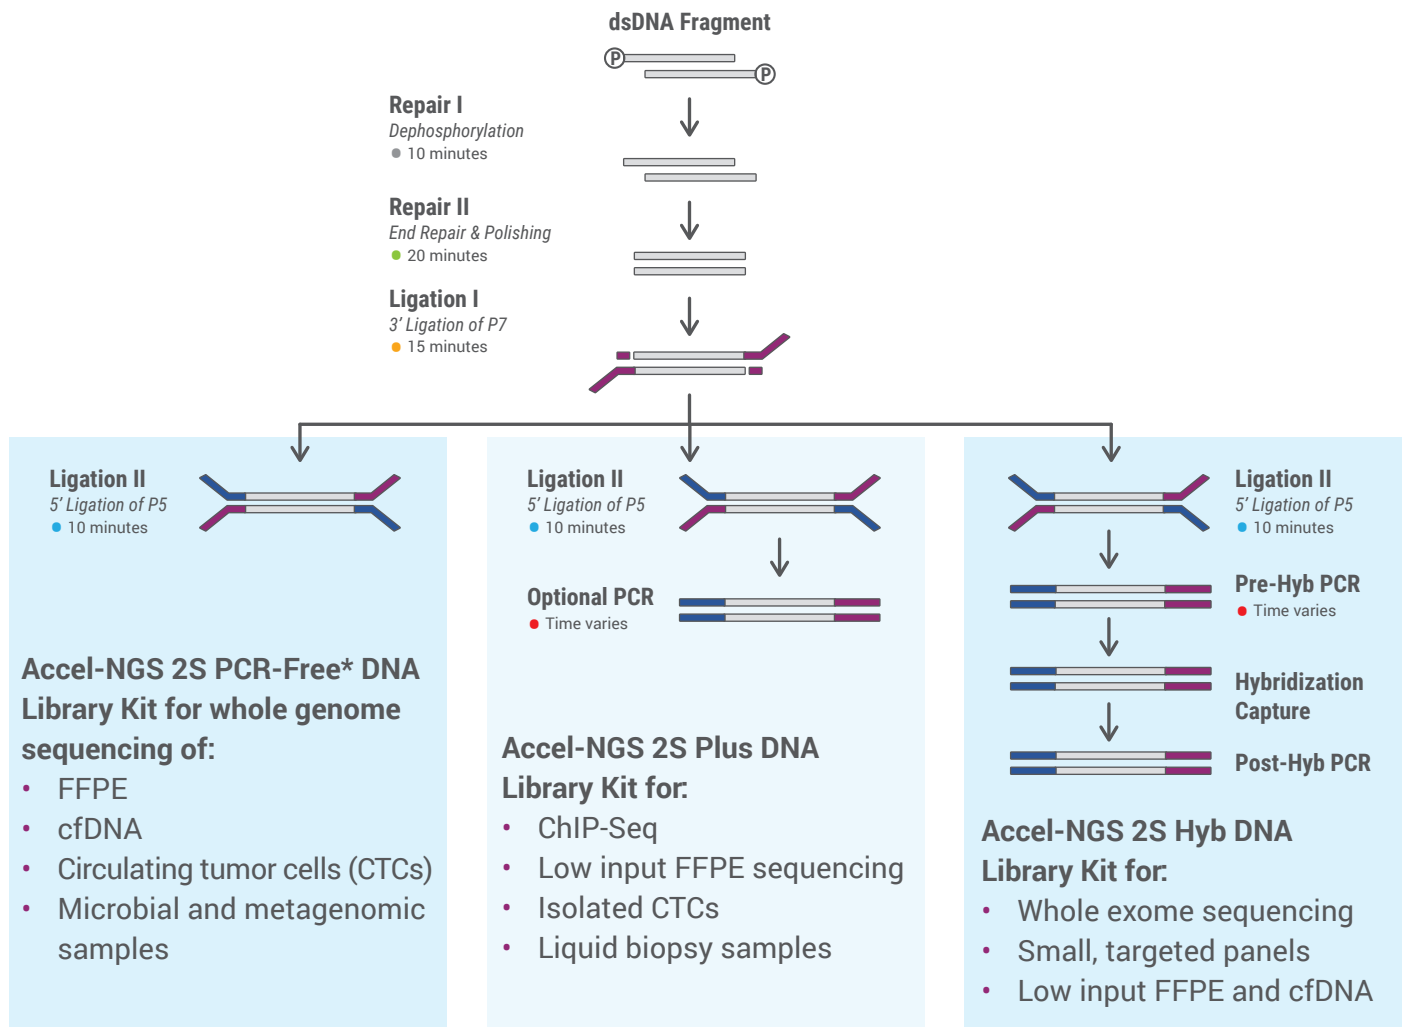 dsDNA Fragment
P
P
Repair I
Dephosphorylation
10 minutes
Repair II
End Repair & Polishing
20 minutes
Ligation I
3’ Ligation of P7
15 minutes
Ligation II
5’ Ligation of P5
10 minutes
Accel-NGS 2S PCR-Free* DNA
Library Kit for whole genome
sequencing of:
• FFPE
• cfDNA
• Circulating tumor cells (CTCs)
• Microbial and metagenomic
samples
Ligation II
5’ Ligation of P5
10 minutes
Optional PCR
Time varies
Accel-NGS 2S Plus DNA
Library Kit for:
• ChIP-Seq
• Low input FFPE sequencing
• Isolated CTCs
• Liquid biopsy samples
Ligation II
5’ Ligation of P5
10 minutes
Pre-Hyb PCR
Time varies
Hybridization
Capture
Post-Hyb PCR
Accel-NGS 2S Hyb DNA
Library Kit for:
• Whole exome sequencing
• Small, targeted panels
• Low input FFPE and cfDNA